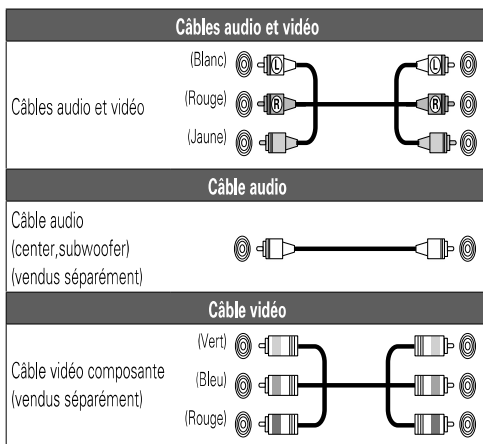 Câbles audio et vidéo
(Blanc)
L
L
Câbles audio et vidéo
(Rouge)
R
R
(Jaune)
Câble audio
Câble audio
(center,subwoofer)
(vendus séparément)
Câble vidéo
(Vert)
Câble vidéo composante
(vendus séparément)
(Bleu)
(Rouge)